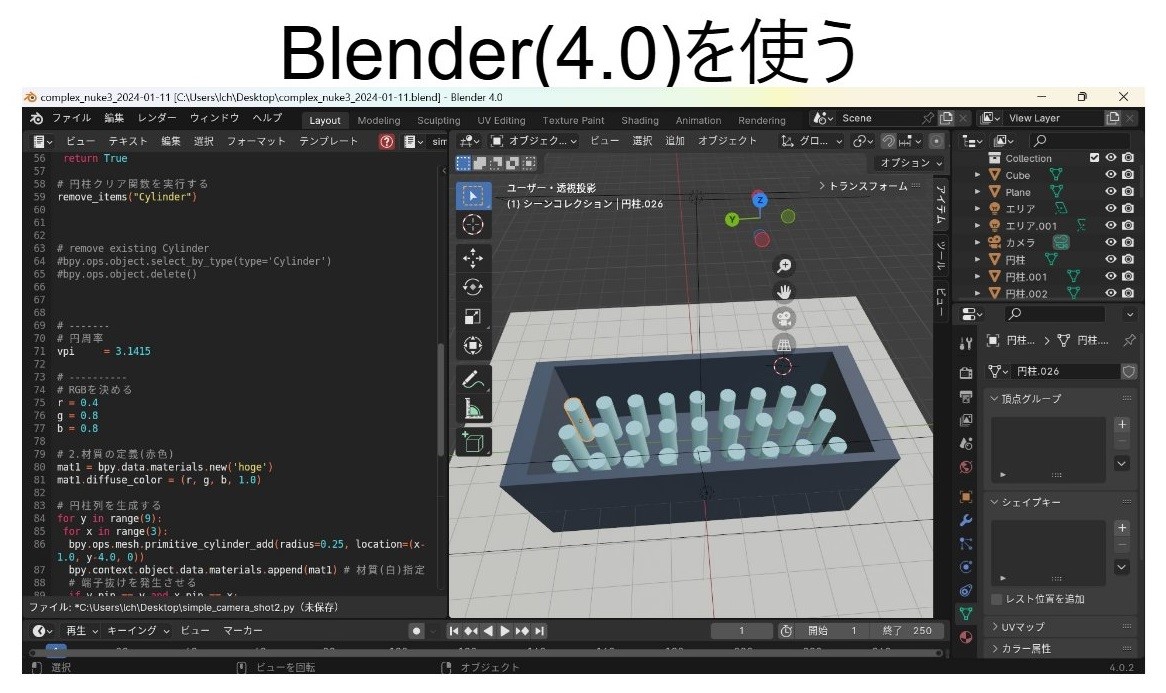 Blender(4.0)を使う
complex_nuke3_2024-01-11 [C:\Users\lch\Desktop\complex_nuke3_2024-01-11.blend] - Blender 4.0
ファイル 編集 レンダー ウィンドウ ヘルプ Layout Modeling Sculpting UV Editing Texture Paint Shading Animation Rendering Scene View Layer
ビュー テキスト 編集 選択 フォーマット テンプレート sim オブジェク... ビュー 選択 追加 オブジェクト グロ...
オプション
56 return True
57
58 # 円柱クリア関数を実行する
59 remove_items("Cylinder")
60
61
62
63 # remove existing Cylinder
64 #bpy.ops.object.select_by_type(type='Cylinder')
65 #bpy.ops.object.delete()
66
67
68
69 # -------
70 # 円周率
71 vpi = 3.1415
72
73 # ----------
74 # RGBを決める
75 r = 0.4
76 g = 0.8
77 b = 0.8
78
79 # 2.材質の定義(赤色)
80 mat1 = bpy.data.materials.new('hoge')
81 mat1.diffuse_color = (r, g, b, 1.0)
82
83 # 円柱列を生成する
84 for y in range(9):
85 for x in range(3):
86 bpy.ops.mesh.primitive_cylinder_add(radius=0.25, location=(x-
1.0, y-4.0, 0))
87 bpy.context.object.data.materials.append(mat1) # 材質(白)指定
88 # 端子抜けを発生させる
89 if y_pin == y and x_pin == x:
ファイル: *C:\Users\lch\Desktop\simple_camera_shot2.py (未保存)
ユーザー・透視投影
(1) シーンコレクション | 円柱.026
トランスフォーム
アイテム
ツール
ビュー
Z
Y
Collection
Cube
Plane
エリア
エリア.001
カメラ
円柱
円柱.001
円柱.002
円柱... 円柱....
円柱.026
頂点グループ
シェイプキー
レスト位置を追加
UVマップ
カラー属性
再生 キーイング ビュー マーカー 1 開始 1 終了 250
1
選択 ビューを回転 オブジェクト 4.0.2